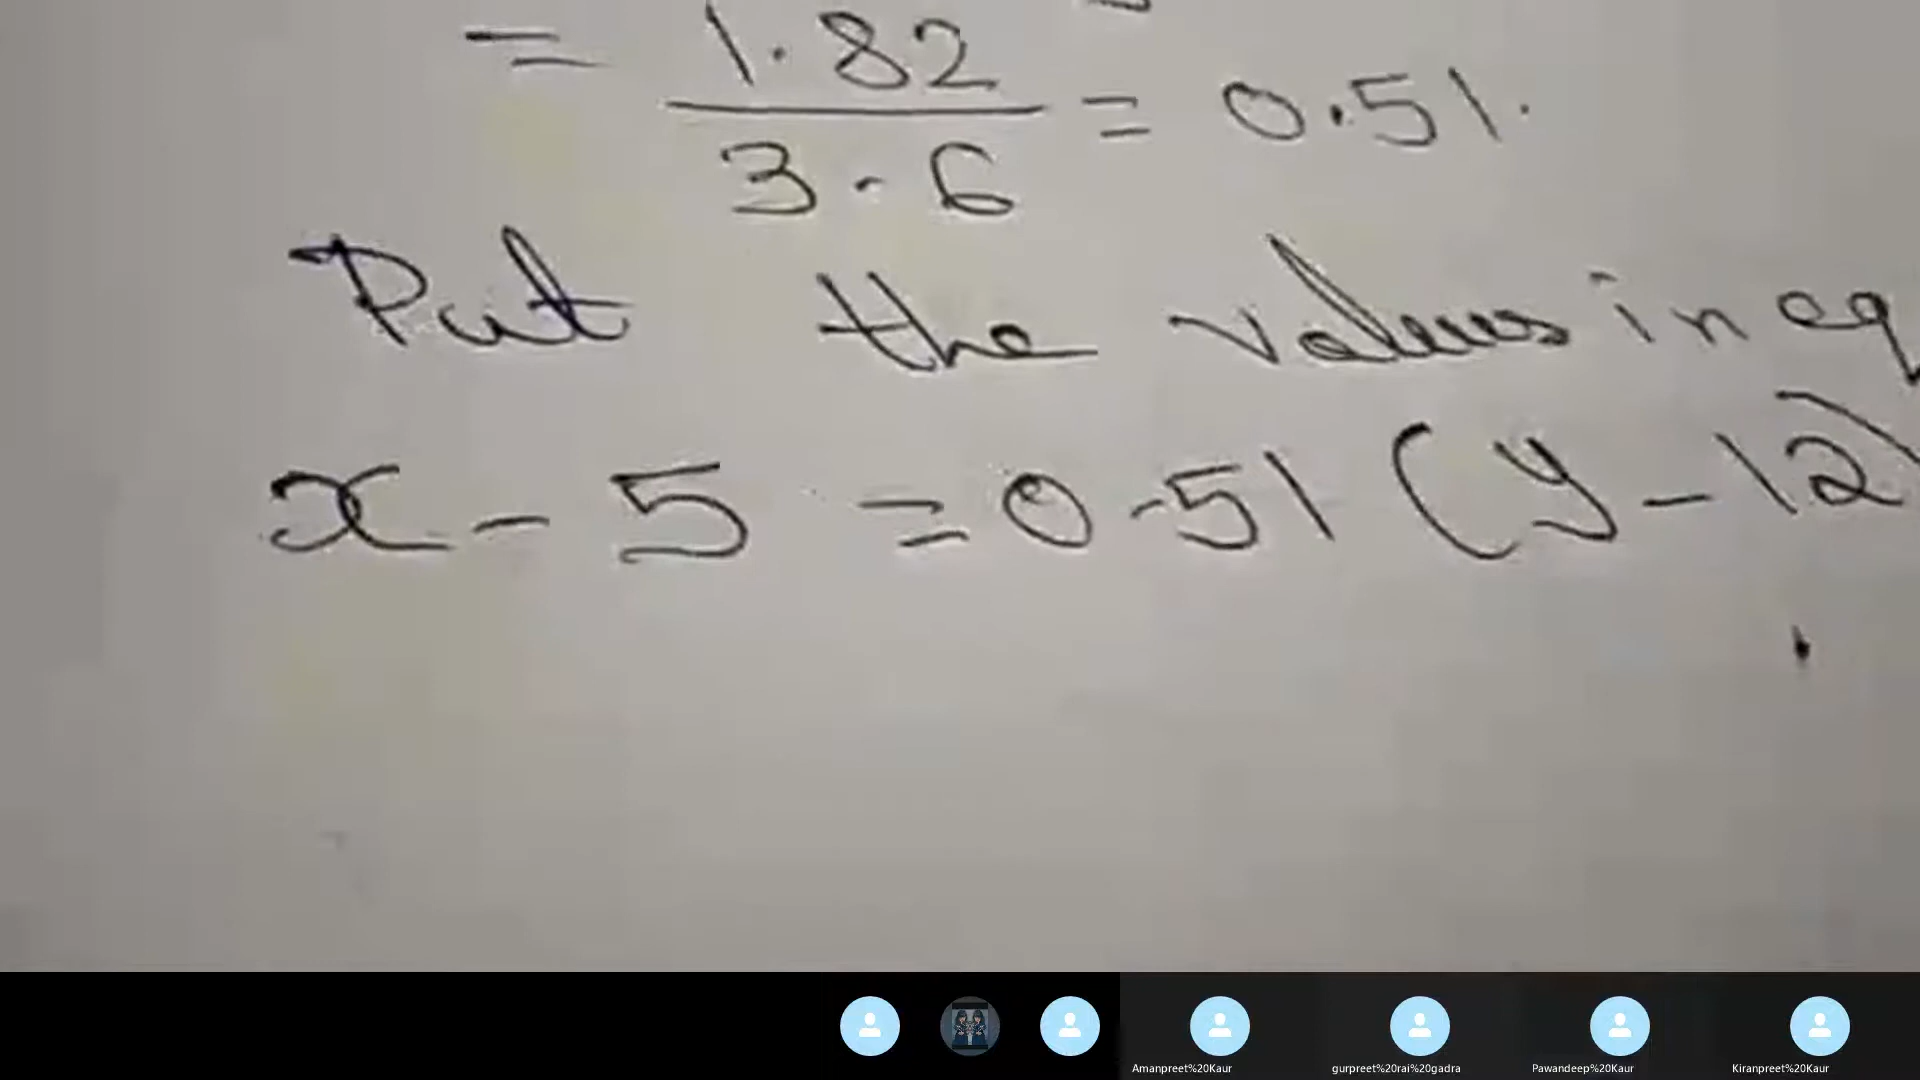 = 1.82
3.6
= 0.51.
Put the values in eq
x - 5 = 0.51 (y - 12)
Amanpreet%20Kaur
gurpreet%20rai%20gadra
Pawandeep%20Kaur
Kiranpreet%20Kaur